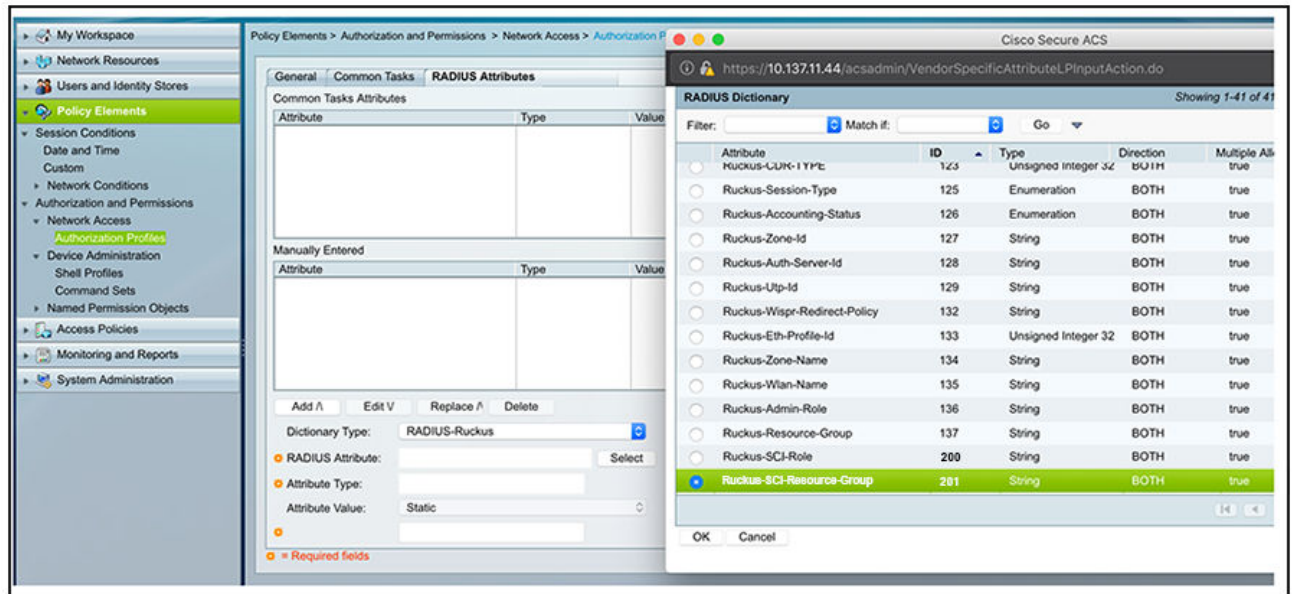 My Workspace
Network Resources
Users and Identity Stores
Policy Elements
Session Conditions
Date and Time
Custom
Network Conditions
Authorization and Permissions
Network Access
Authorization Profiles
Device Administration
Shell Profiles
Command Sets
Named Permission Objects
Access Policies
Monitoring and Reports
System Administration
Policy Elements > Authorization and Permissions > Network Access > Authorization P
General Common Tasks RADIUS Attributes
Common Tasks Attributes
Attribute Type Value
Manually Entered
Attribute Type Value
Add /\ Edit \/ Replace /\ Delete
Dictionary Type: RADIUS-Ruckus
RADIUS Attribute: Select
Attribute Type:
Attribute Value: Static
= Required fields
Cisco Secure ACS
https://10.137.11.44/acsadmin/VendorSpecificAttributeLPInputAction.do
RADIUS Dictionary Showing 1-41 of 41
Filter: Match if: Go
Attribute ID Type Direction Multiple All
Ruckus-CDR-TYPE 123 Unsigned Integer 32 BOTH true
Ruckus-Session-Type 125 Enumeration BOTH true
Ruckus-Accounting-Status 126 Enumeration BOTH true
Ruckus-Zone-Id 127 String BOTH true
Ruckus-Auth-Server-Id 128 String BOTH true
Ruckus-Utp-Id 129 String BOTH true
Ruckus-Wispr-Redirect-Policy 132 String BOTH true
Ruckus-Eth-Profile-Id 133 Unsigned Integer 32 BOTH true
Ruckus-Zone-Name 134 String BOTH true
Ruckus-Wlan-Name 135 String BOTH true
Ruckus-Admin-Role 136 String BOTH true
Ruckus-Resource-Group 137 String BOTH true
Ruckus-SCI-Role 200 String BOTH true
Ruckus-SCI-Resource-Group 201 String BOTH true
OK Cancel